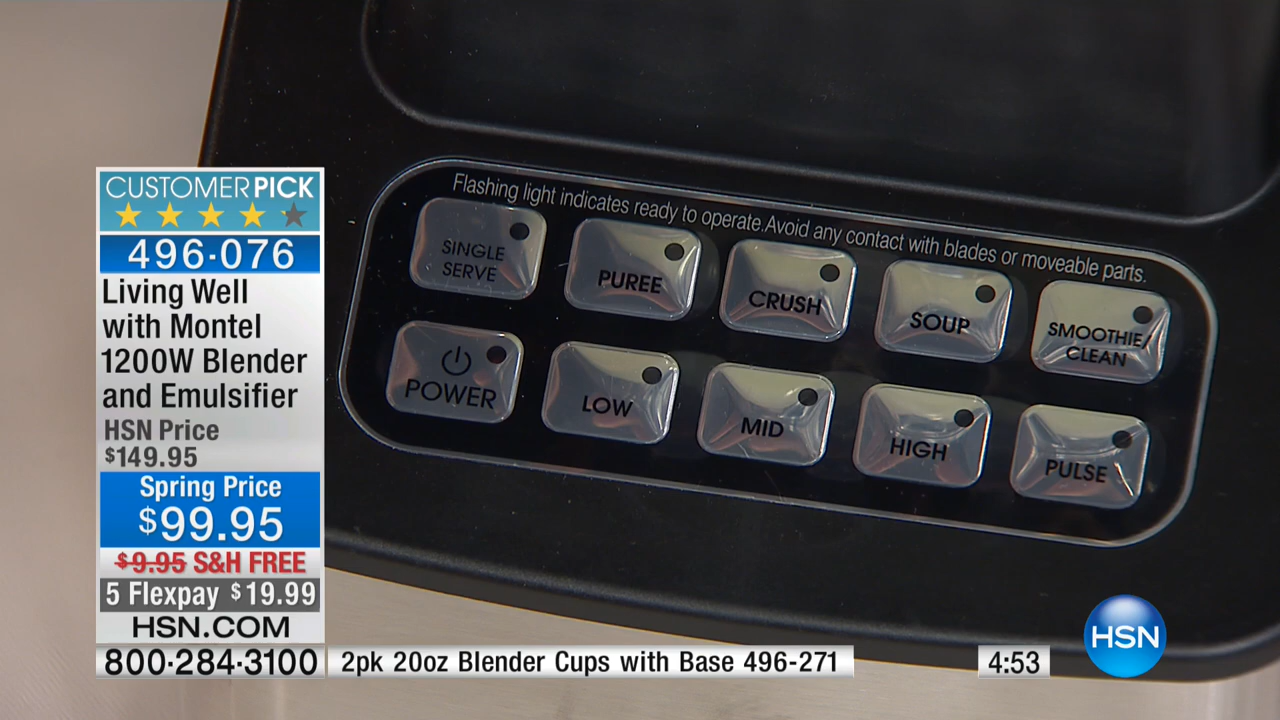 CUSTOMERPICK
496-076
Living Well
with Montel
1200W Blender
and Emulsifier
HSN Price
$149.95
Spring Price
$99.95
$9.95 S&H FREE
5 Flexpay $19.99
HSN.COM
800-284-3100
2pk 20oz Blender Cups with Base 496-271
4:53
HSN
Flashing light indicates ready to operate.Avoid any contact with blades or moveable parts.
SINGLE
SERVE
PUREE
CRUSH
SOUP
SMOOTHIE/
CLEAN
POWER
LOW
MID
HIGH
PULSE